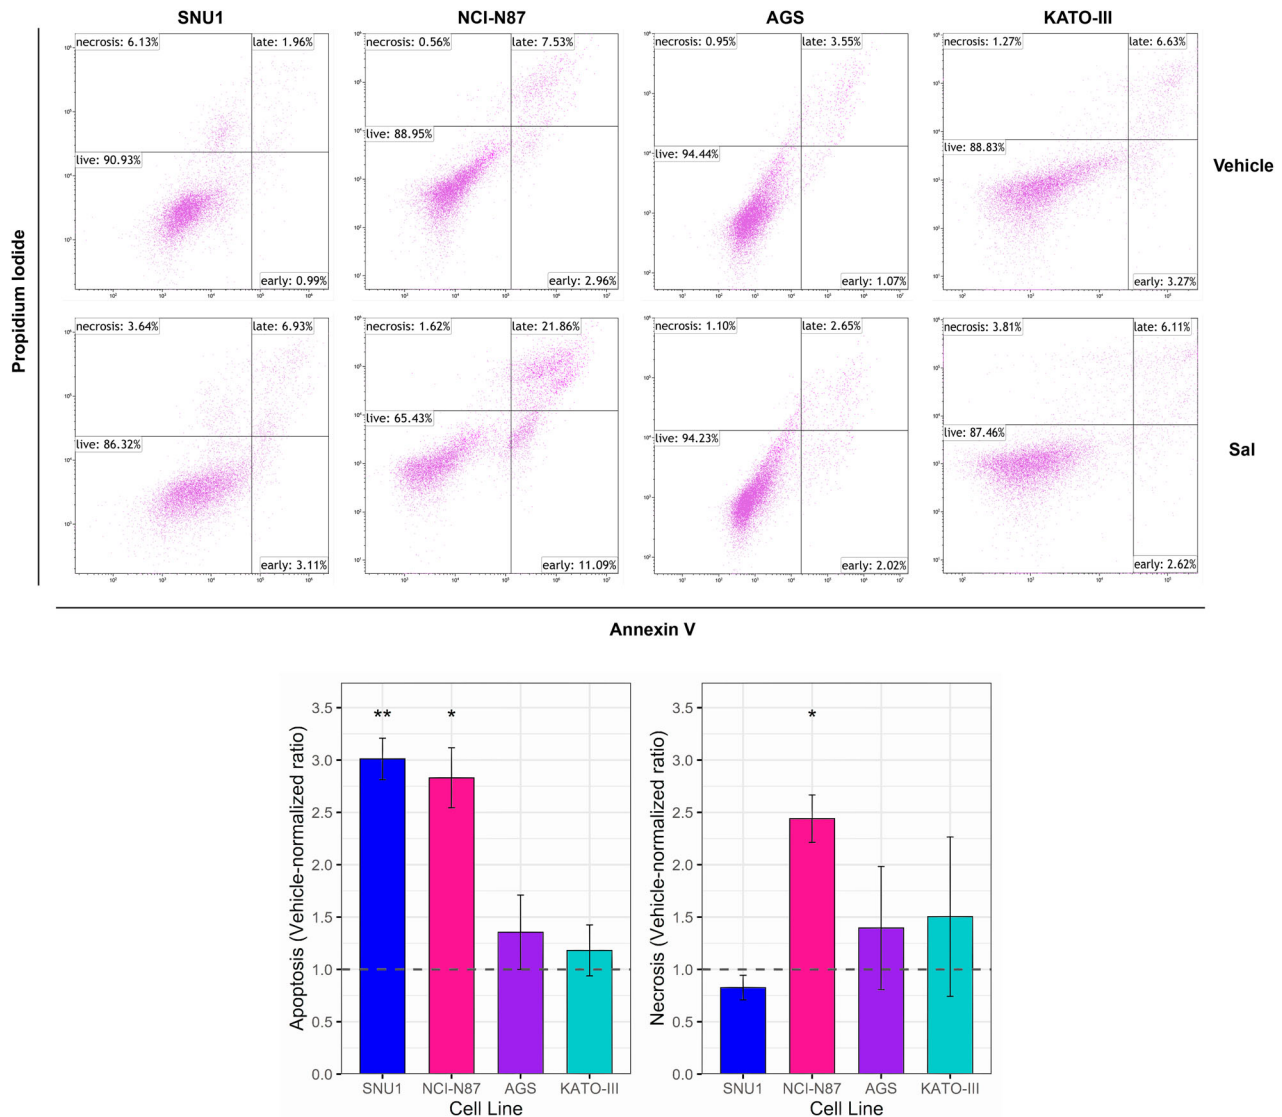 SNU1 NCI-N87 AGS KATO-III
necrosis: 6.13% late: 1.96% necrosis: 0.56% late: 7.53% necrosis: 0.95% late: 3.55% necrosis: 1.27% late: 6.63%
live: 90.93% live: 88.95% live: 94.44% live: 88.83%
Vehicle
early: 0.99% early: 2.96% early: 1.07% early: 3.27%
Propidium Iodide
necrosis: 3.64% late: 6.93% necrosis: 1.62% late: 21.86% necrosis: 1.10% late: 2.65% necrosis: 3.81% late: 6.11%
live: 86.32% live: 65.43% live: 94.23% live: 87.46%
Sal
early: 3.11% early: 11.09% early: 2.02% early: 2.62%
Annexin V
Apoptosis (Vehicle-normalized ratio)
3.5
3.0
2.5
2.0
1.5
1.0
0.5
0.0
** *
SNU1 NCI-N87 AGS KATO-III
Cell Line
Necrosis (Vehicle-normalized ratio)
3.5
3.0
2.5
2.0
1.5
1.0
0.5
0.0
*
SNU1 NCI-N87 AGS KATO-III
Cell Line